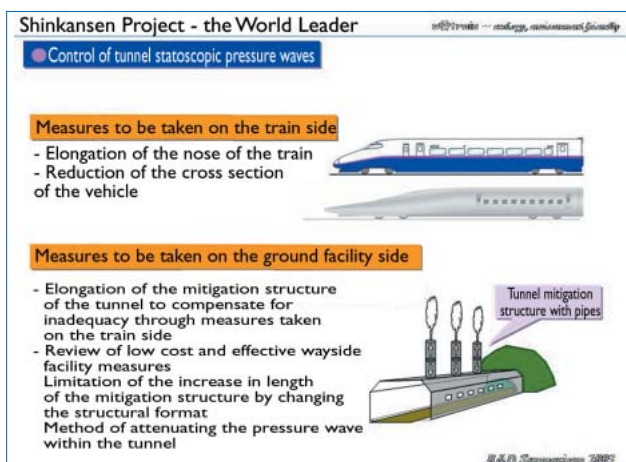 Shinkansen Project - the World Leader
Control of tunnel statoscopic pressure waves
Measures to be taken on the train side
- Elongation of the nose of the train
- Reduction of the cross section
of the vehicle
Measures to be taken on the ground facility side
- Elongation of the mitigation structure
of the tunnel to compensate for
inadequacy through measures taken
on the train side
- Review of low cost and effective wayside
facility measures
Limitation of the increase in length
of the mitigation structure by changing
the structural format
Method of attenuating the pressure wave
within the tunnel
Tunnel mitigation
structure with pipes